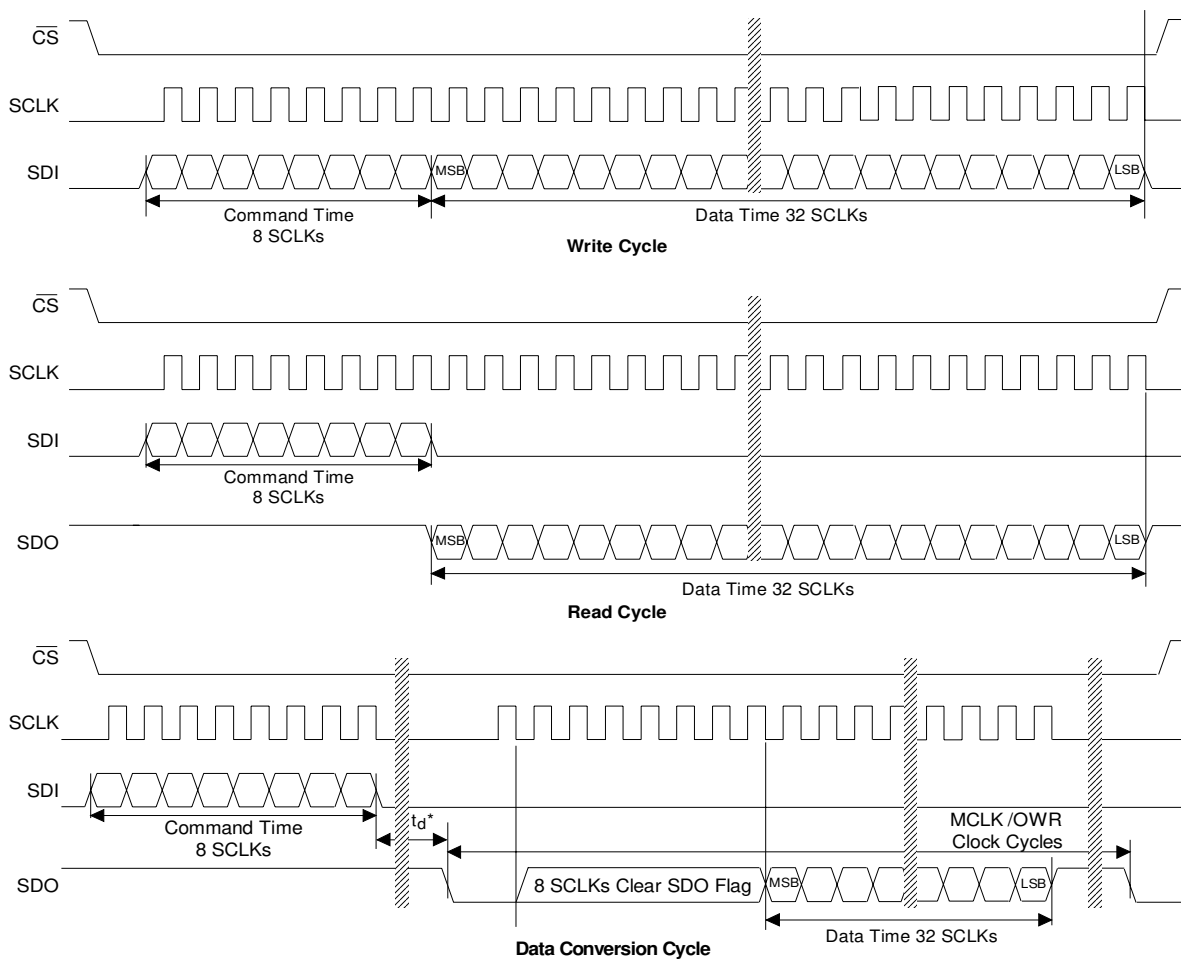 CS
SCLK
SDI
MSB
LSB
Command Time
8 SCLKs
Data Time 32 SCLKs
Write Cycle
CS
SCLK
SDI
Command Time
8 SCLKs
SDO
MSB
LSB
Data Time 32 SCLKs
Read Cycle
CS
SCLK
SDI
Command Time
8 SCLKs
td*
MCLK /OWR
Clock Cycles
SDO
8 SCLKs Clear SDO Flag
MSB
LSB
Data Time 32 SCLKs
Data Conversion Cycle